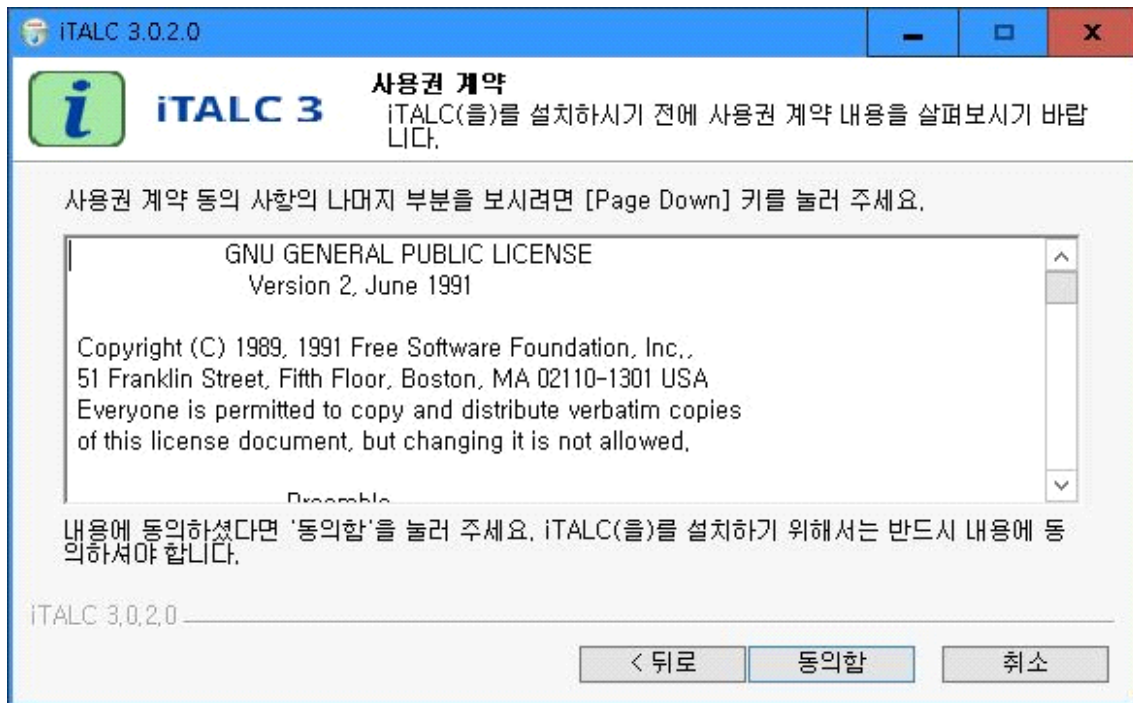 iTALC 3.0.2.0
iTALC 3
사용권 계약
iTALC(을)를 설치하시기 전에 사용권 계약 내용을 살펴보시기 바랍
니다.
사용권 계약 동의 사항의 나머지 부분을 보시려면 [Page Down] 키를 눌러 주세요.
GNU GENERAL PUBLIC LICENSE
Version 2, June 1991
Copyright (C) 1989, 1991 Free Software Foundation, Inc.,
51 Franklin Street, Fifth Floor, Boston, MA 02110-1301 USA
Everyone is permitted to copy and distribute verbatim copies
of this license document, but changing it is not allowed.
Preamble
내용에 동의하셨다면 '동의함'을 눌러 주세요. iTALC(을)를 설치하기 위해서는 반드시 내용에 동
의하셔야 합니다.
iTALC 3.0.2.0
< 뒤로
동의함
취소